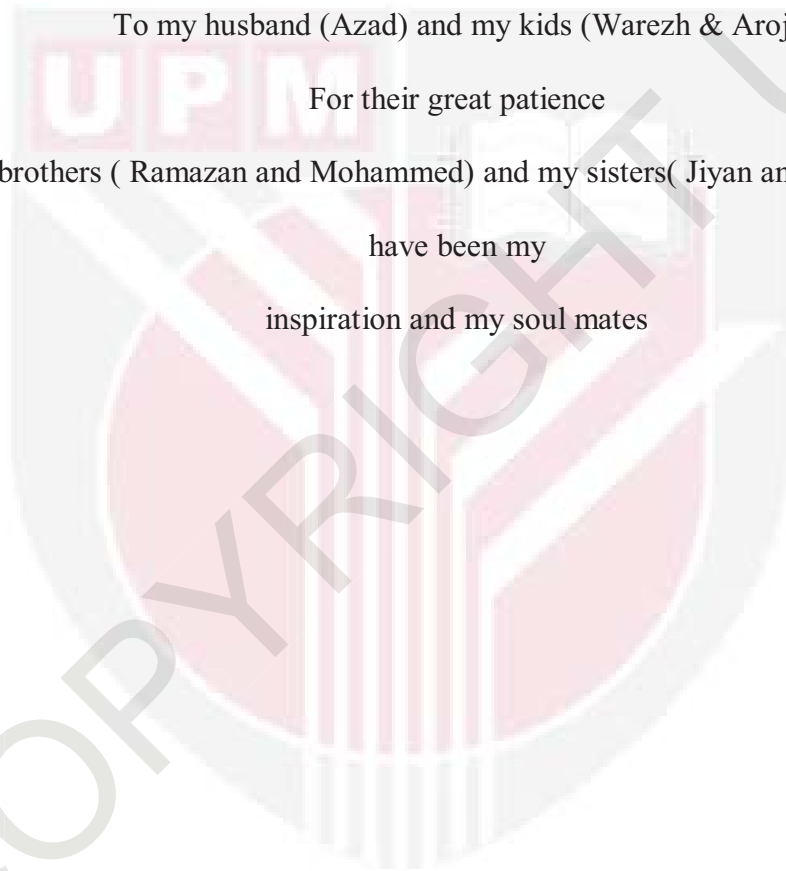 To my husband (Azad) and my kids (Warezh & Aroj
UPM
For their great patience
brothers ( Ramazan and Mohammed) and my sisters( Jiyan
have been my
inspiration and my soul mates
COPYRIGHT